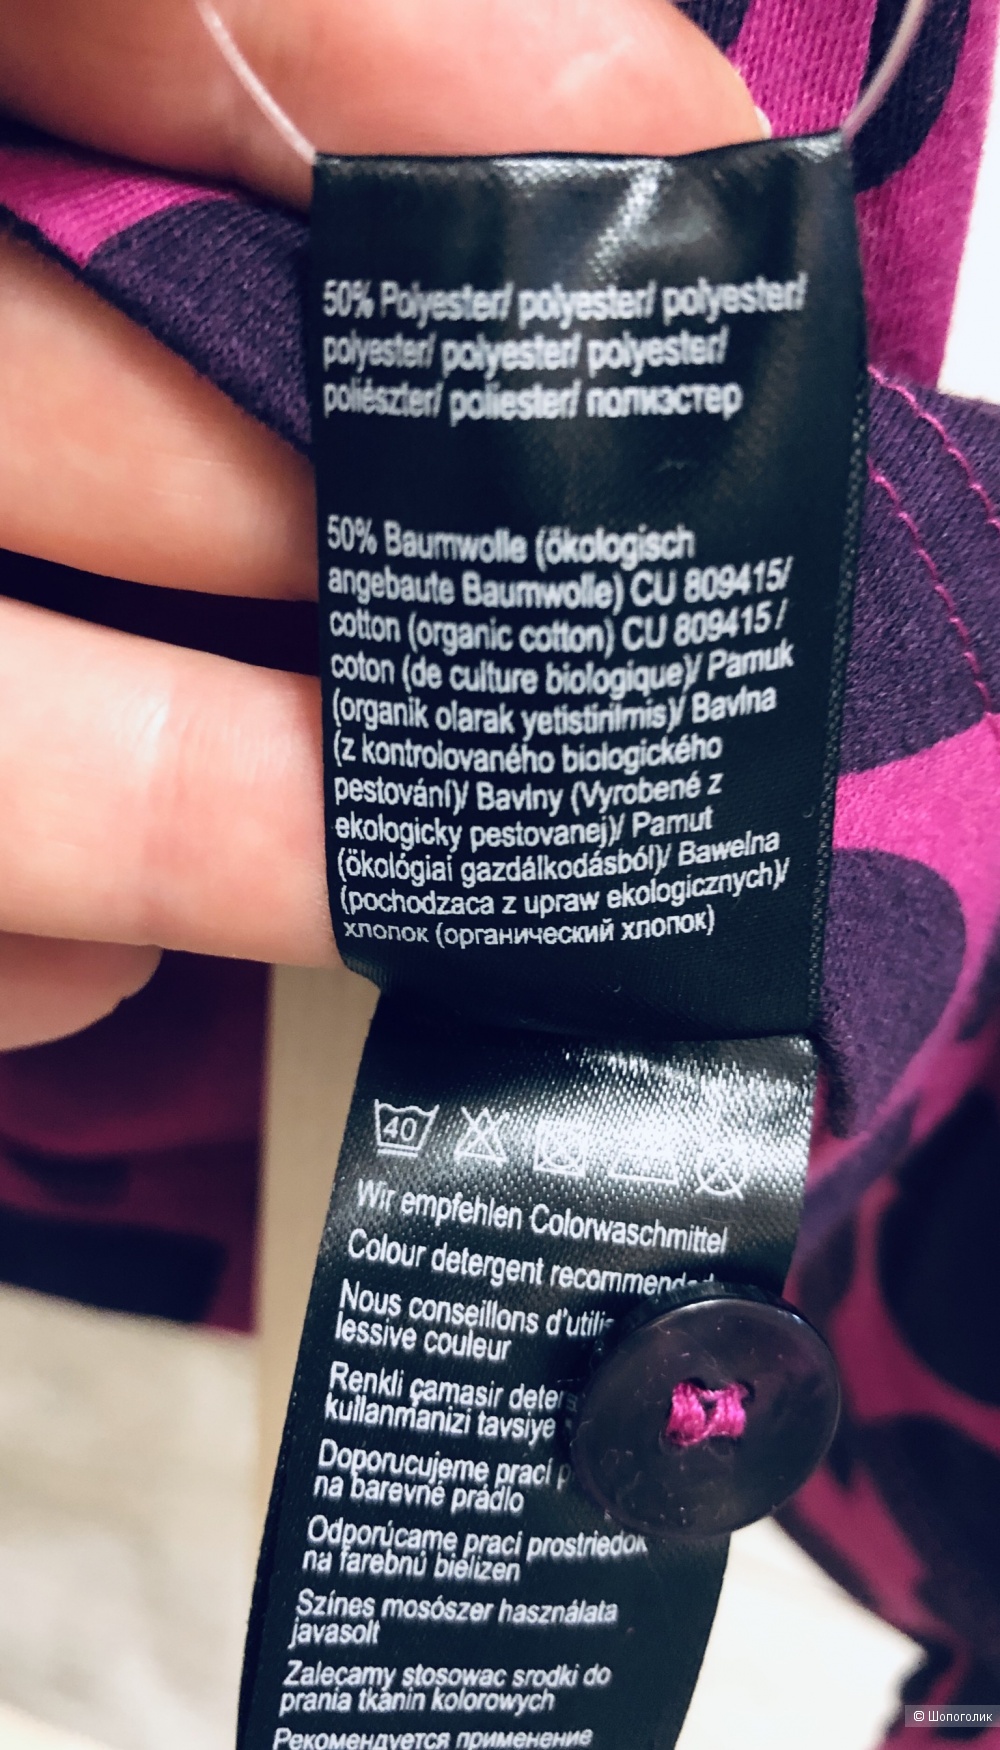 50% Polyester/ polyester/ polyester/
polyester/ polyester/ polyester/
poliészter/ poliester/ полиэстер
50% Baumwolle (ökologisch
angebaute Baumwolle) CU 809415/
cotton (organic cotton) CU 809415 /
coton (de culture biologique)/ Pamuk
(organik olarak yetistirilmis)/ Bavlna
(z kontrolovaného biologického
pestování)/ Bavlny (Vyrobené z
ekologicky pestovanej)/ Pamut
(ökológiai gazdálkodásból)/ Bawelna
(pochodzaca z upraw ekologicznych)/
хлопок (органический хлопок)
40
Wir empfehlen Colorwaschmittel
Colour detergent recommended
Nous conseillons d'utilis
lessive couleur
Renkli çamasir deters
kullanmanizi tavsiye
Doporucujeme prací p
na barevné prádlo
Odporúcame praci prostriedok
na farebnú bielizen
Színes mosószer használata
javasolt
Zalecamy stosowac srodki do
prania tkanin kolorowych
Рекомендуется применение
© Шопоголик